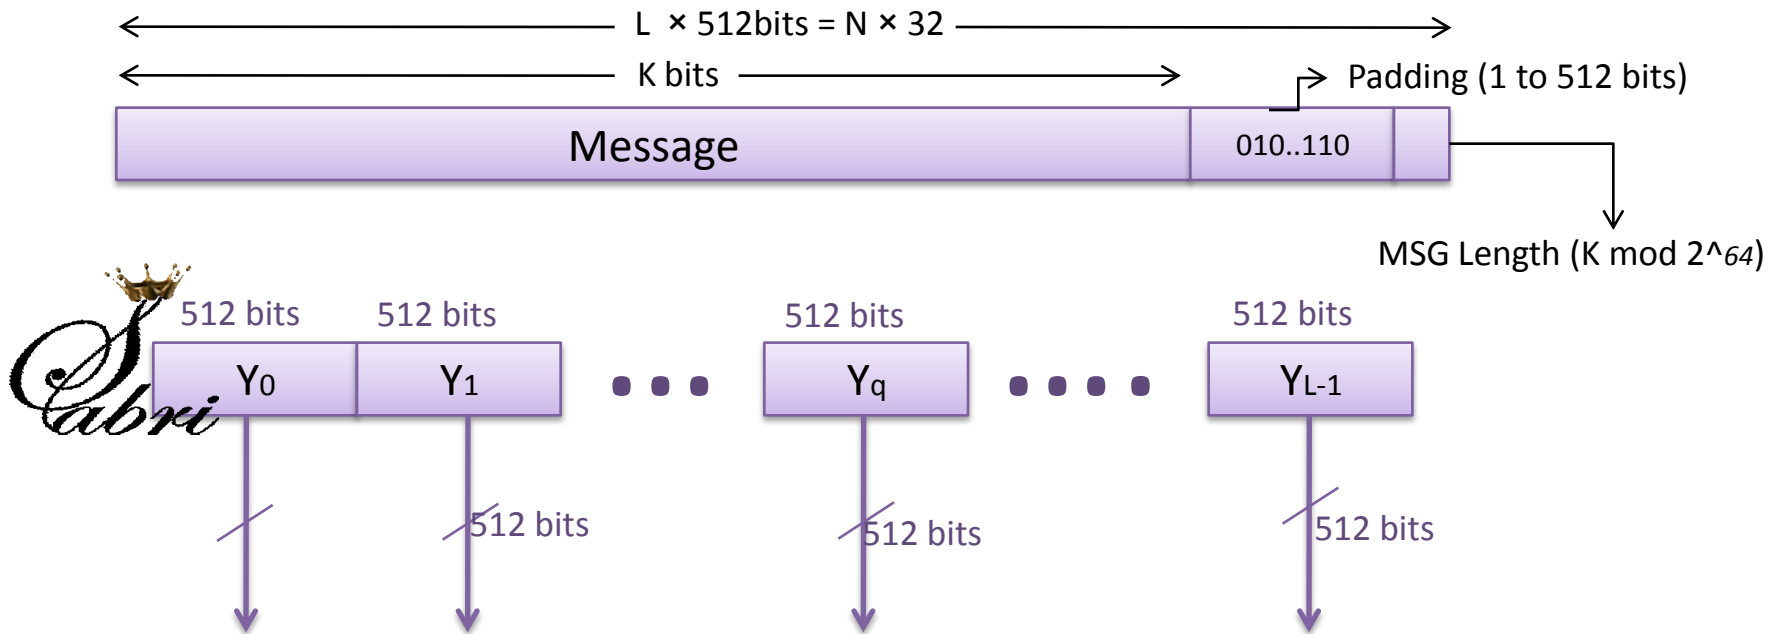 L × 512bits = N × 32
K bits
Padding (1 to 512 bits)
Message
010..110
MSG Length (K mod 2^64)
512 bits
512 bits
512 bits
512 bits
Sabri
Y0
Y1
Yq
YL-1
512 bits
512 bits
512 bits